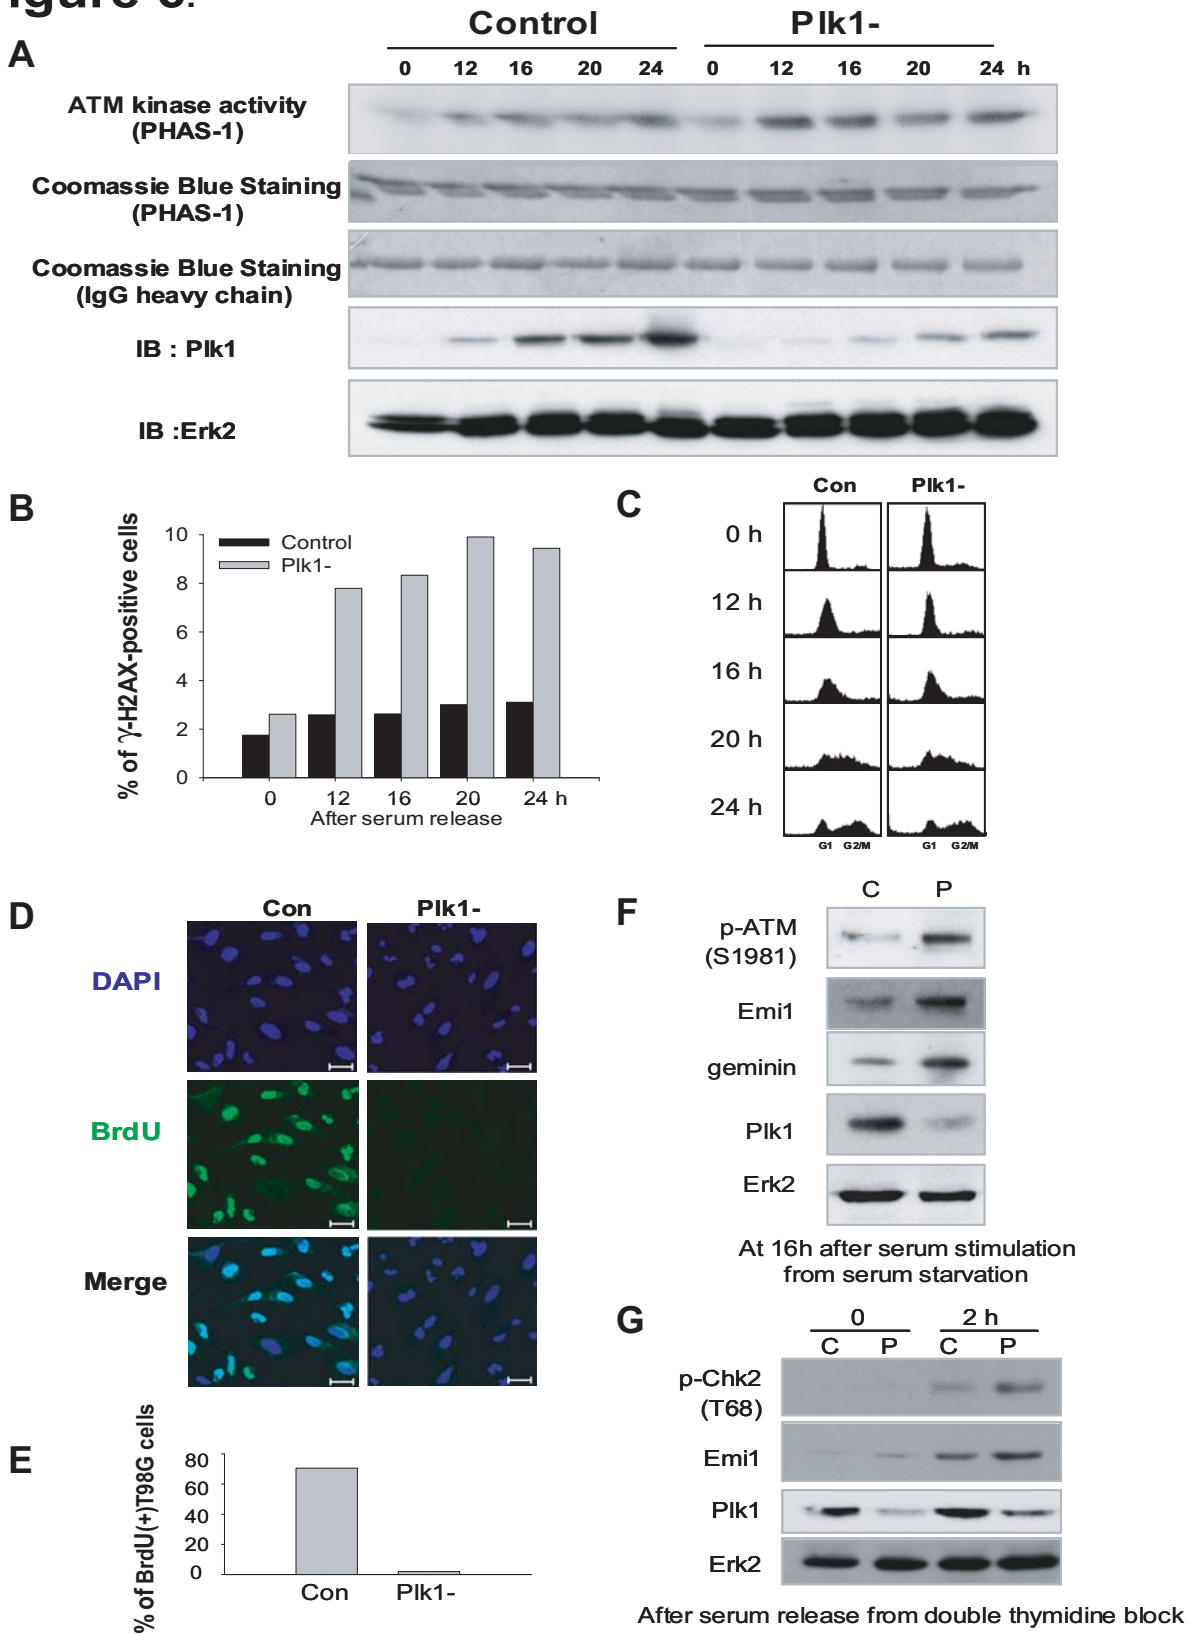 igure 6.
Control Plk1-
A
0 12 16 20 24 0 12 16 20 24 h
ATM kinase activity
(PHAS-1)
Coomassie Blue Staining
(PHAS-1)
Coomassie Blue Staining
(IgG heavy chain)
IB : Plk1
IB :Erk2
B
% of γ-H2AX-positive cells
10
8
6
4
2
0
Control
Plk1-
0 12 16 20 24 h
After serum release
C
Con Plk1-
0 h
12 h
16 h
20 h
24 h
G1 G2/M G1 G2/M
D
Con Plk1-
DAPI
BrdU
Merge
E
% of BrdU(+)T98G cells
80
60
40
20
0
Con Plk1-
F
C P
p-ATM
(S1981)
Emi1
geminin
Plk1
Erk2
At 16h after serum stimulation
from serum starvation
G
0 2 h
C P C P
p-Chk2
(T68)
Emi1
Plk1
Erk2
After serum release from double thymidine block